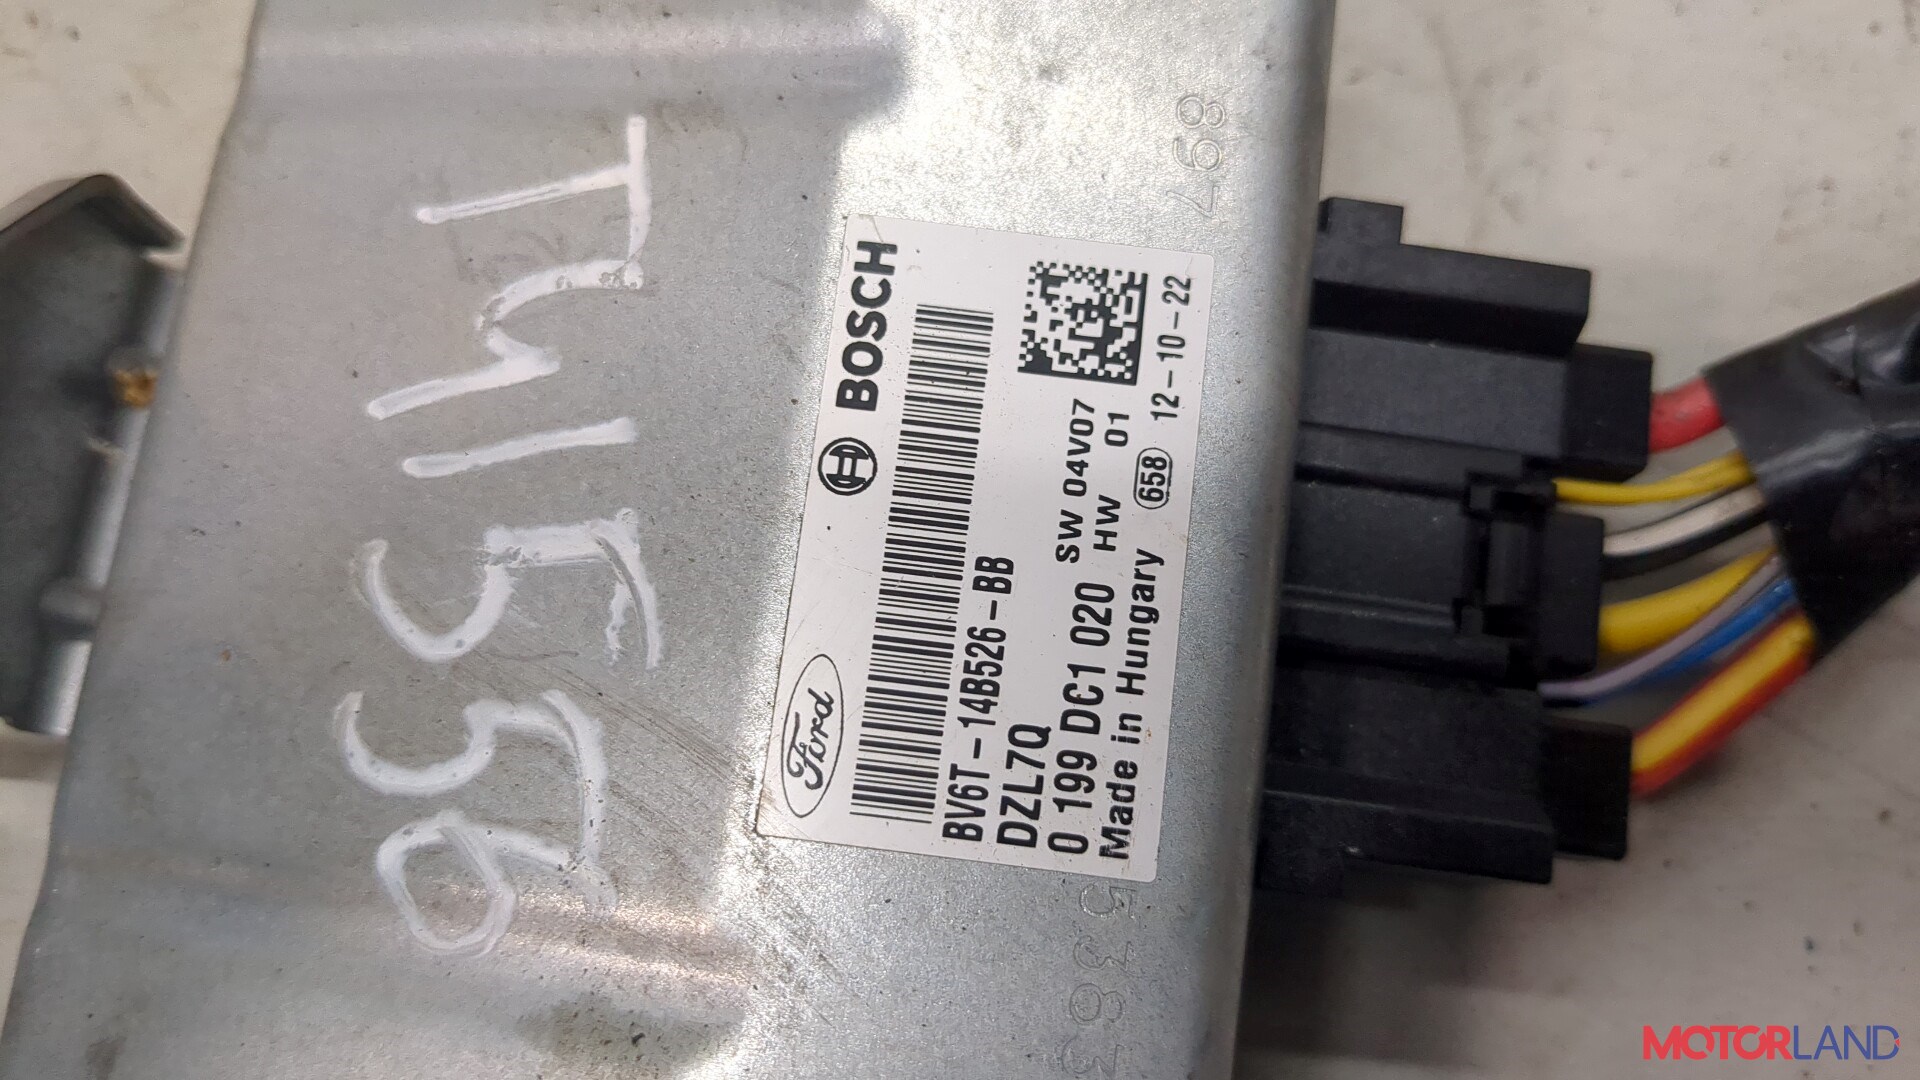 Ford BOSCH
BV6T-14B526-BB
DZL7Q
0 199 DC1 020
SW 04V07
HW 01
Made in Hungary 658 12-10-22
897
MOTORLAND